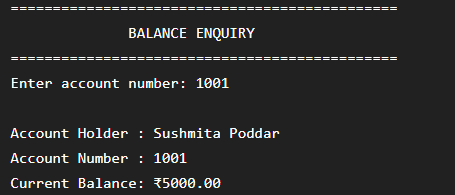 ==============================================
BALANCE ENQUIRY
==============================================
Enter account number: 1001
Account Holder : Sushmita Poddar
Account Number : 1001
Current Balance: ₹5000.00